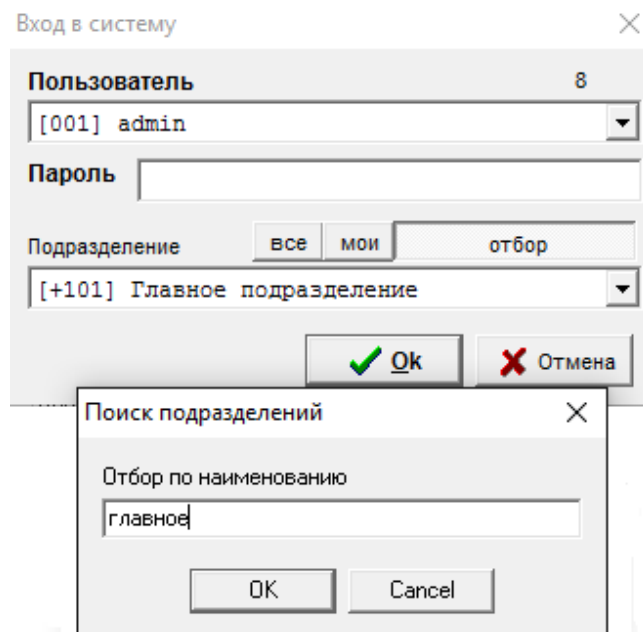 Вход в систему
Пользователь 8
[001] admin
Пароль
Подразделение все мои отбор
[+101] Главное подразделение
Ok Отмена
Поиск подразделений
Отбор по наименованию
главное
OK Cancel